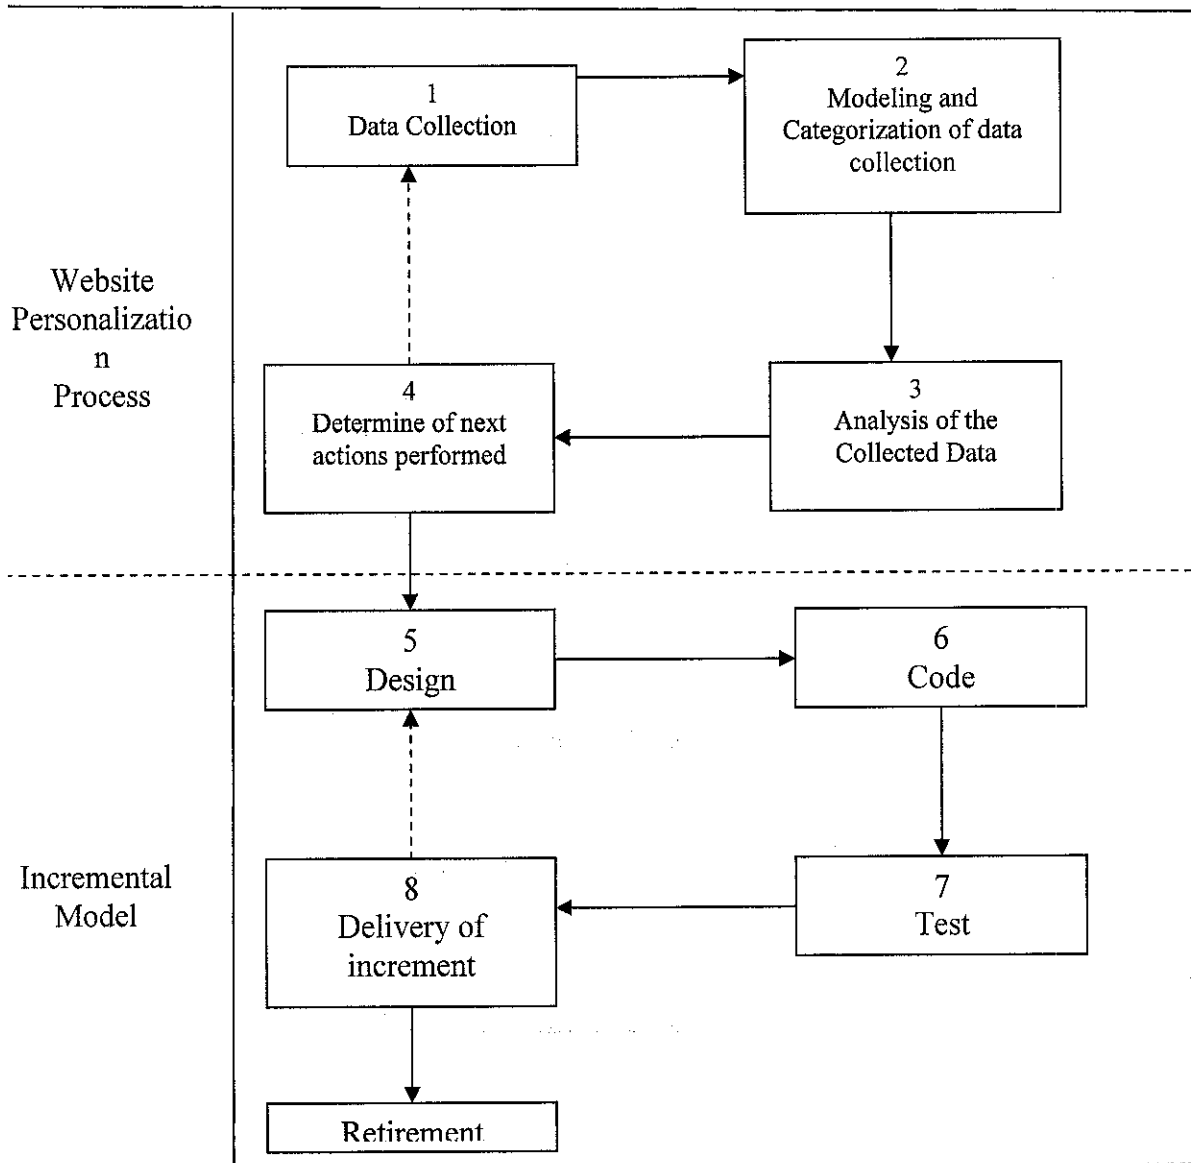 1
Data Collection
2
Modeling and
Categorization of data
collection
Website
Personalizatio
n
Process
4
Determine of next
actions performed
3
Analysis of the
Collected Data
5
Design
6
Code
Incremental
Model
8
Delivery of
increment
7
Test
Retirement